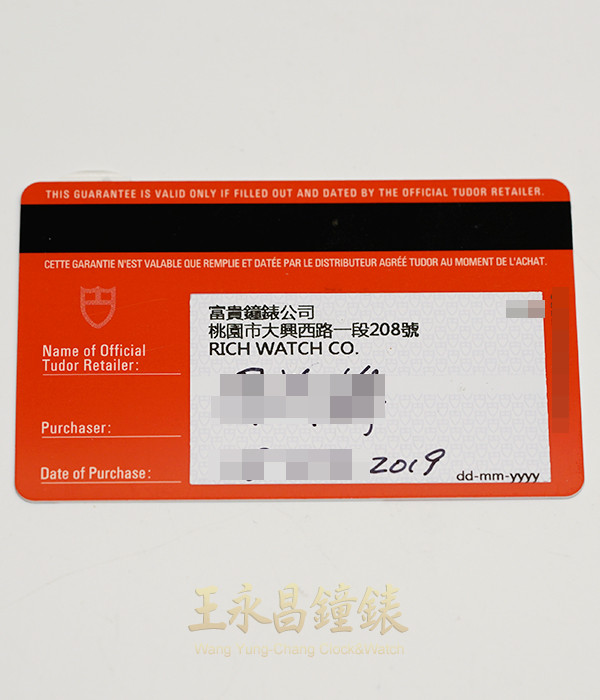 THIS GUARANTEE IS VALID ONLY IF FILLED OUT AND DATED BY THE OFFICIAL TUDOR RETAILER.
CETTE GARANTIE N'EST VALABLE QUE REMPLIE ET DATÉE PAR LE DISTRIBUTEUR AGRÉÉ TUDOR AU MOMENT DE L'ACHAT.
富貴鐘錶公司
桃園市大興西路一段208號
Name of Official
Tudor Retailer:
RICH WATCH CO.
Purchaser:
Date of Purchase:
2019
dd-mm-yyyy
王永昌鐘錶
Wang Yung-Chang Clock&Watch